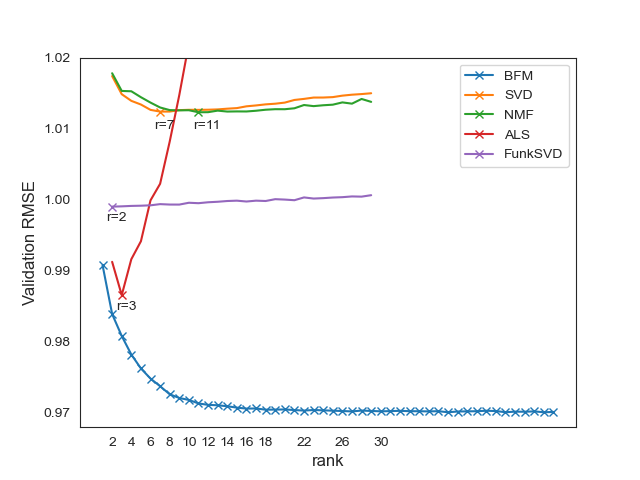 1.02
1.01
1.00
0.99
0.98
0.97
Validation RMSE
BFM
SVD
NMF
ALS
FunkSVD
r=7
r=11
r=2
r=3
2 4 6 8 10 12 14 16 18 22 26 30
rank